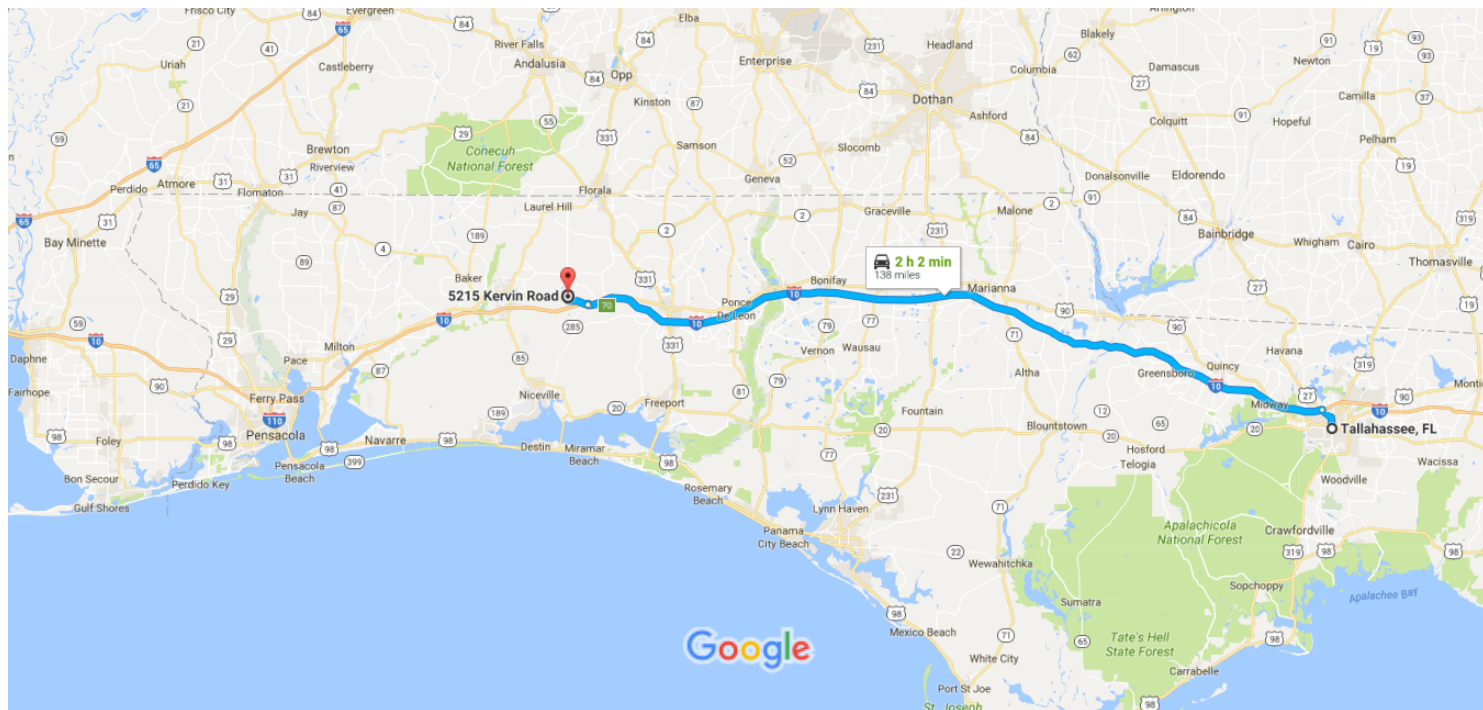 Frisco City
Evergreen
Elba
Arlington
Uriah
Castleberry
River Falls
Andalusia
Opp
Enterprise
Headland
Blakely
Columbia
Damascus
Newton
Dothan
Kinston
Ashford
Camilla
Colquitt
Hopeful
Pelham
Conecuh
National Forest
Brewton
Riverview
Samson
Slocomb
Perdido
Atmore
Flomaton
Geneva
Donalsonville
Eldorendo
Jay
Florala
Laurel Hill
Graceville
Malone
Bay Minette
Bainbridge
Whigham
Cairo
Thomasville
Baker
2 h 2 min
138 miles
Bonifay
Marianna
5215 Kervin Road
70
Ponce
De Leon
Milton
Vernon
Wausau
Daphne
Pace
Altha
Greensboro
Quincy
Havana
Fairhope
Ferry Pass
Niceville
Freeport
Fountain
Midway
Tallahassee, FL
Foley
Pensacola
Navarre
Destin
Miramar
Beach
Blountstown
Hosford
Telogia
Wacissa
Woodville
Bon Secour
Perdido Key
Pensacola
Beach
Gulf Shores
Rosemary
Beach
Lynn Haven
Panama
City Beach
Apalachicola
National Forest
Crawfordville
Wewahitchka
Sopchoppy
Sumatra
Apalachee Bay
Mexico Beach
Tate's Hell
State Forest
Google
White City
Carrabelle
Port St Joe
St. Joseph